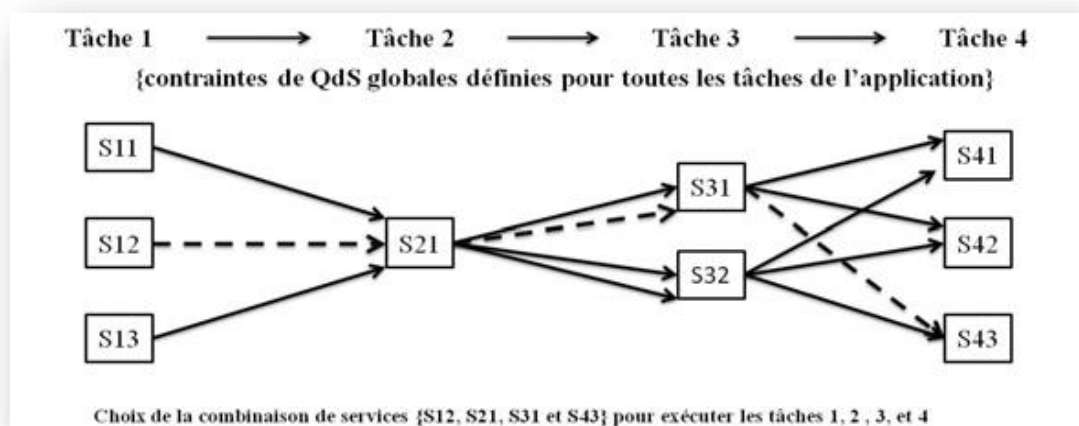 Tâche 1 Tâche 2 Tâche 3 Tâche 4
{contraintes de QdS globales définies pour toutes les tâches de l'application}
S11
S12
S13
S21
S31
S32
S41
S42
S43
Choix de la combinaison de services {S12, S21, S31 et S43} pour exécuter les tâches 1, 2 , 3, et 4